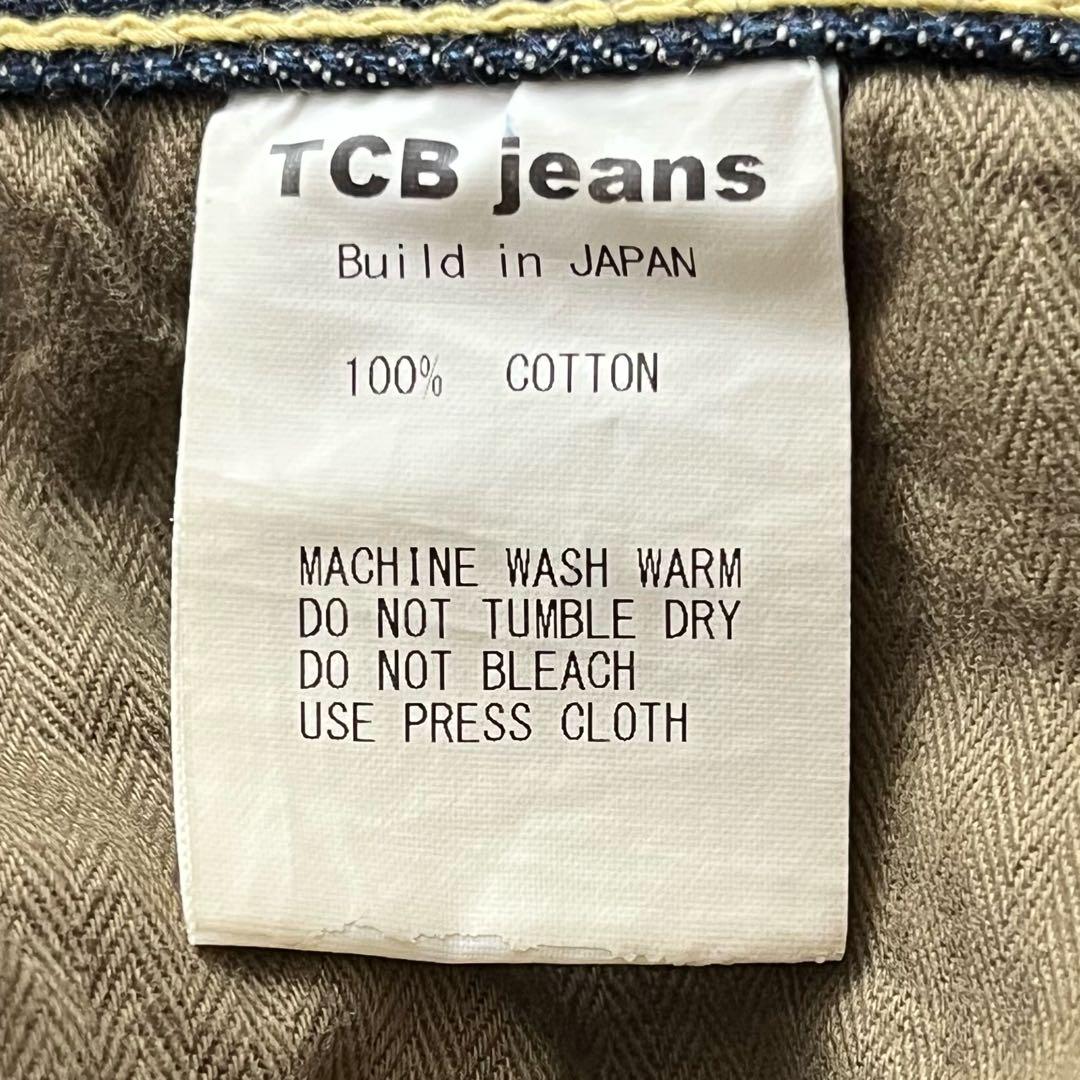 TCB jeans
Build in JAPAN
100% COTTON
MACHINE WASH WARM
DO NOT TUMBLE DRY
DO NOT BLEACH
USE PRESS CLOTH